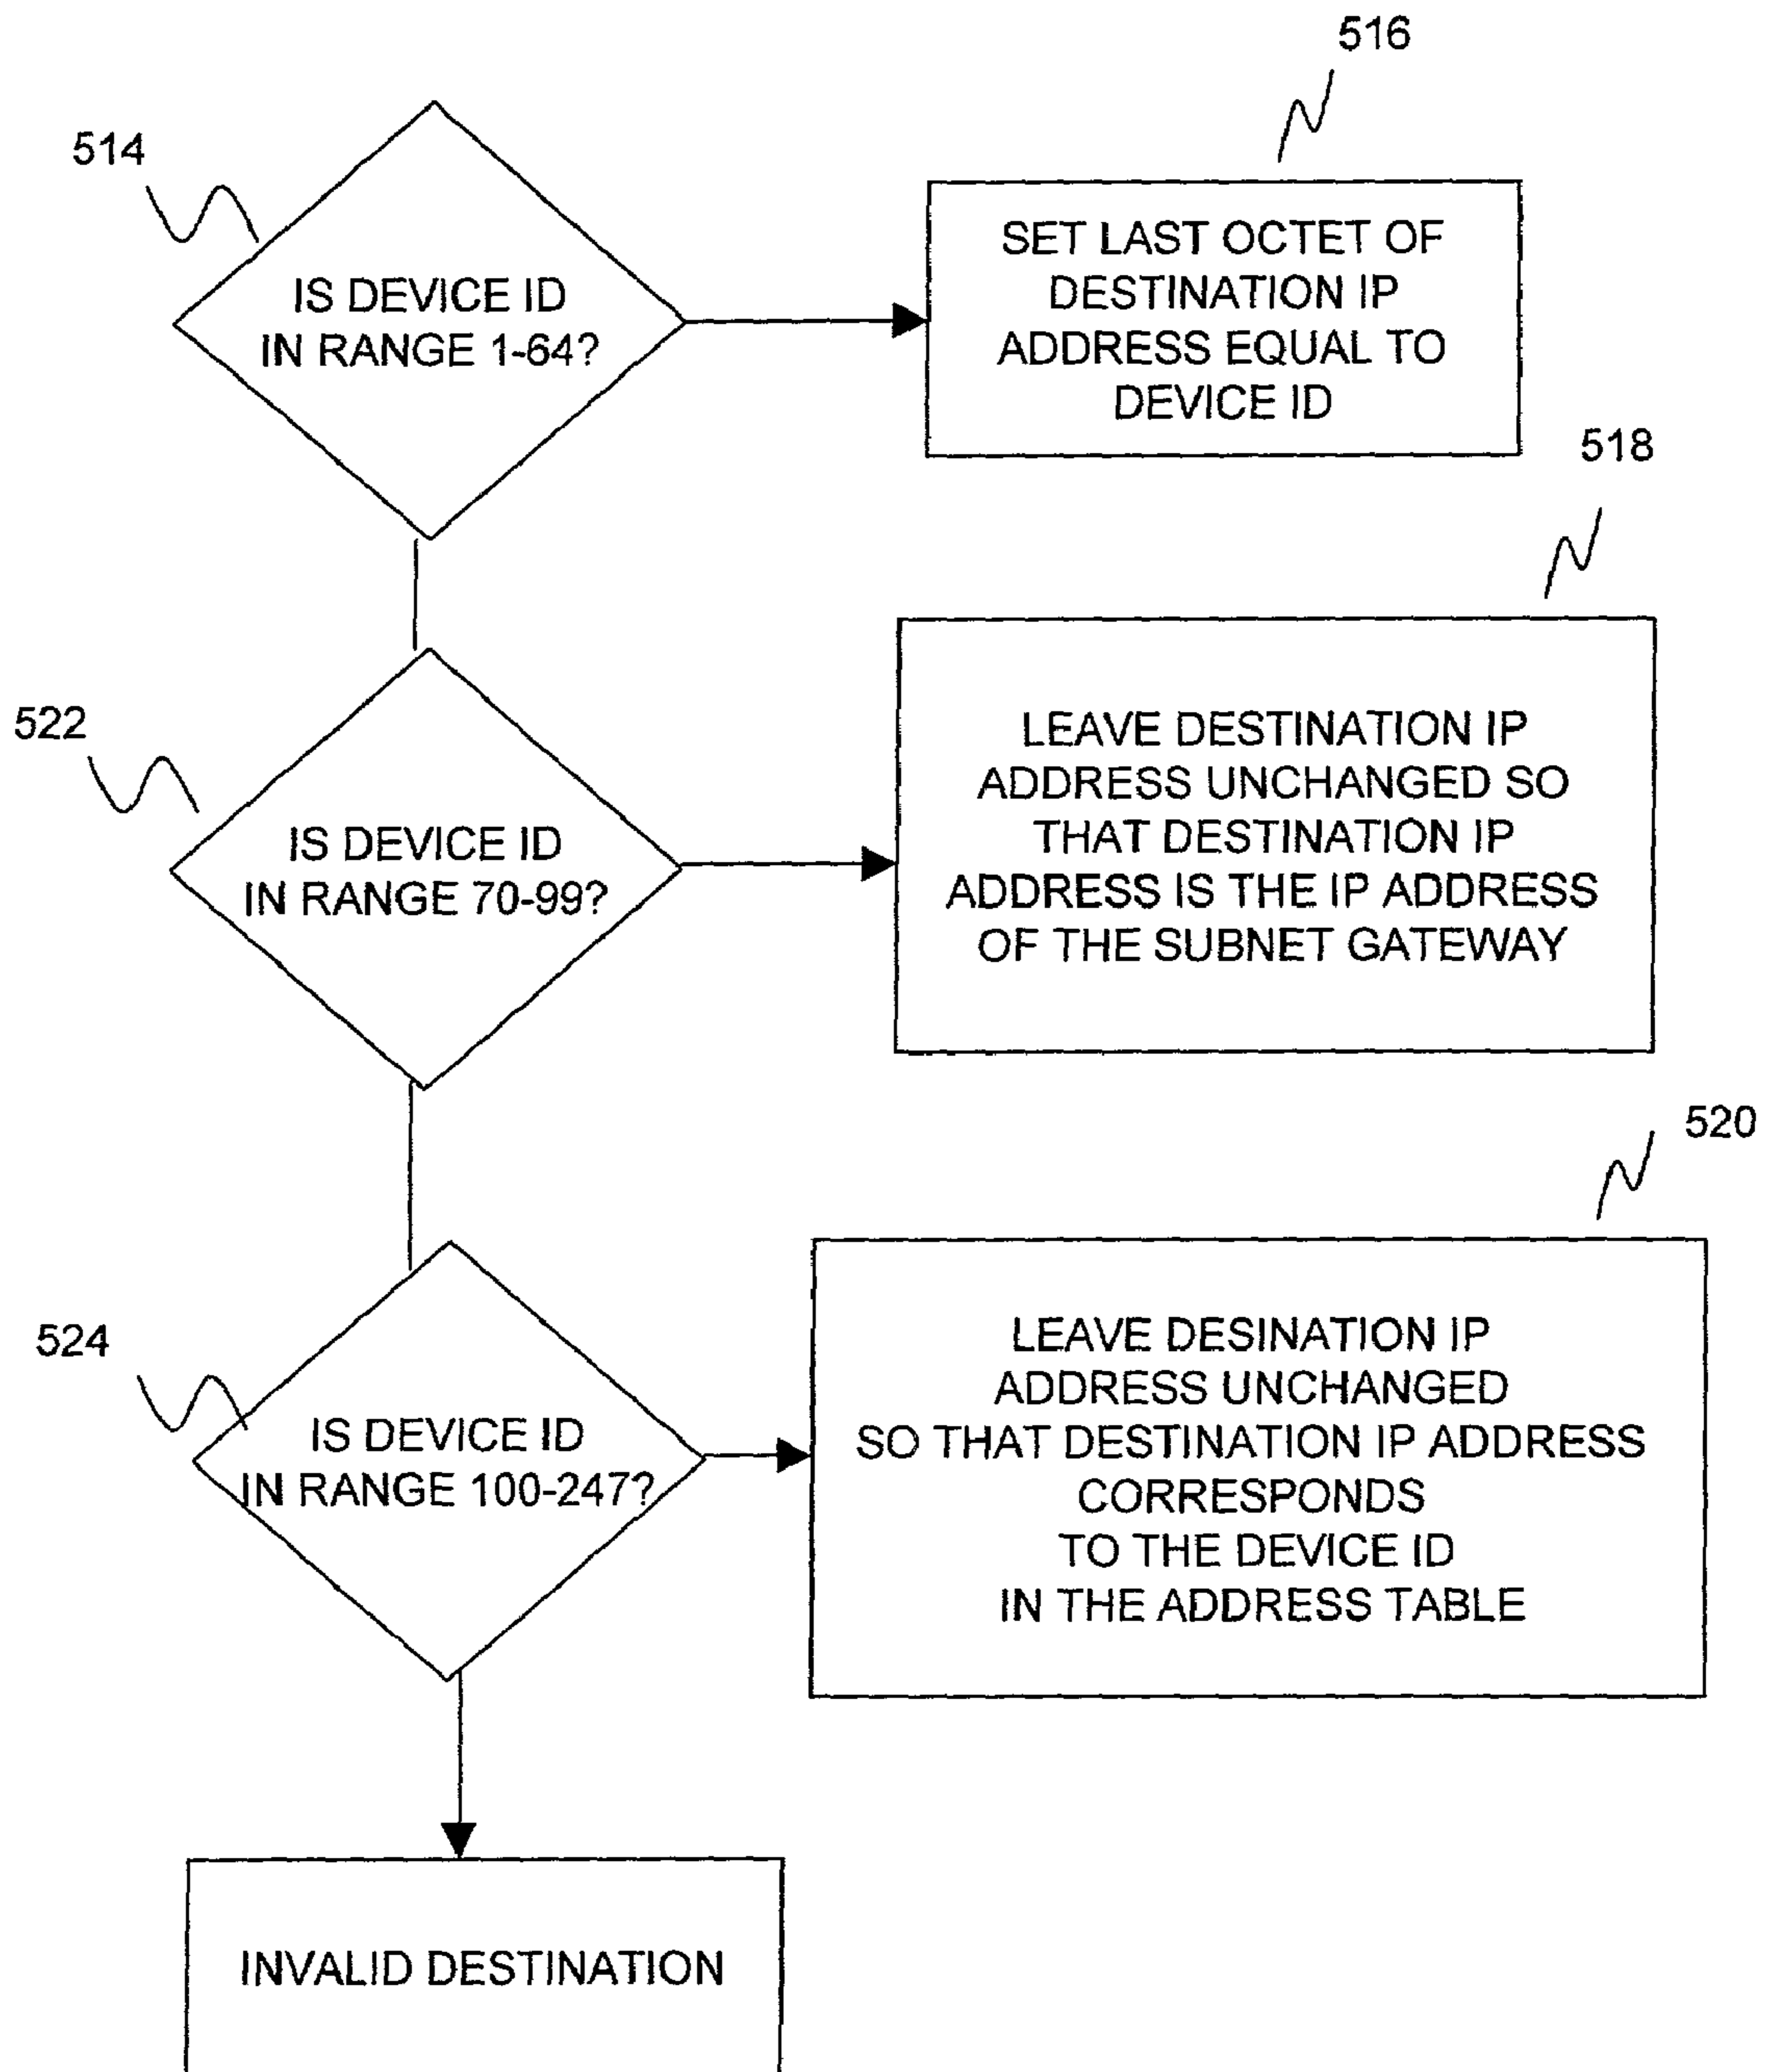 516
514
IS DEVICE ID
IN RANGE 1-64?
SET LAST OCTET OF
DESTINATION IP
ADDRESS EQUAL TO
DEVICE ID
518
522
IS DEVICE ID
IN RANGE 70-99?
LEAVE DESTINATION IP
ADDRESS UNCHANGED SO
THAT DESTINATION IP
ADDRESS IS THE IP ADDRESS
OF THE SUBNET GATEWAY
520
524
IS DEVICE ID
IN RANGE 100-247?
LEAVE DESINATION IP
ADDRESS UNCHANGED
SO THAT DESTINATION IP ADDRESS
CORRESPONDS
TO THE DEVICE ID
IN THE ADDRESS TABLE
INVALID DESTINATION